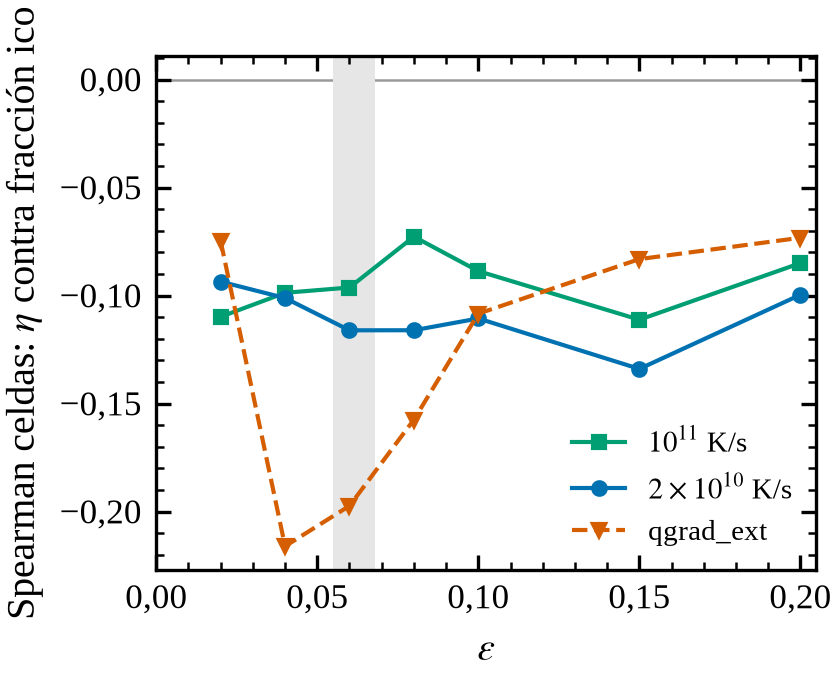 Spearman celdas: η contra fracción ico
0,00
−0,05
−0,10
−0,15
−0,20
10¹¹ K/s
2 × 10¹⁰ K/s
qgrad_ext
0,00 0,05 0,10 0,15 0,20
ε